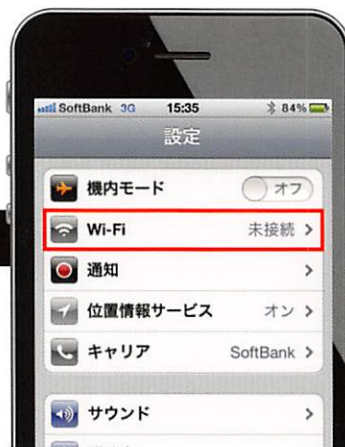 SoftBank 3G 15:35 84%
設定
機内モード オフ
Wi-Fi 未接続
通知
位置情報サービス オン
キャリア SoftBank
サウンド